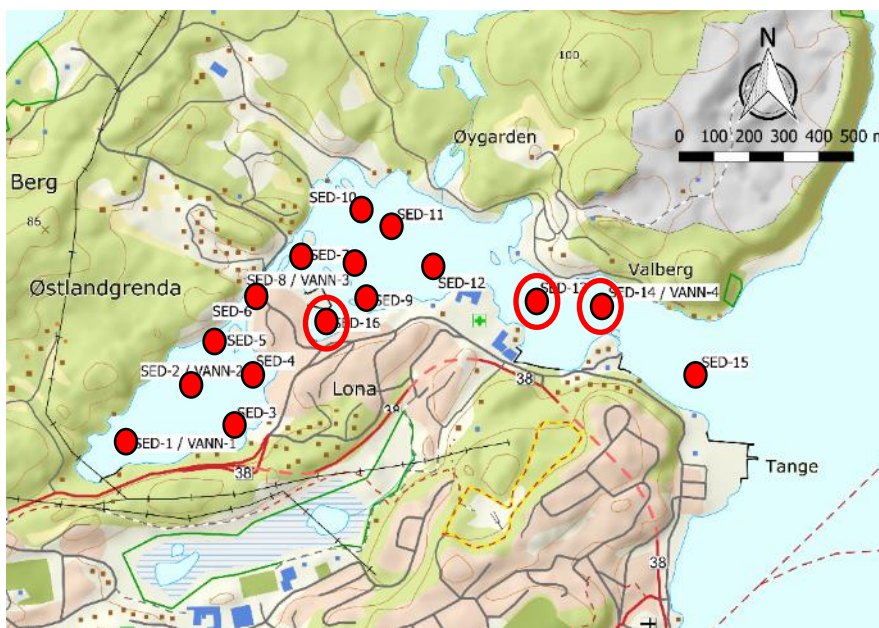 N
0 100 200 300 400 500 m
100
Øygarden
Berg
SED-10
SED-11
86
SED-7
SED-12
Valberg
SED-8 / VANN-3
Østlandgrenda
SED-9
SED-13
SED-14 / VANN-4
SED-6
SED-16
SED-5
SED-4
SED-2 / VANN-2
SED-15
38
Lona
38
SED-3
SED-1 / VANN-1
38
Tange
38